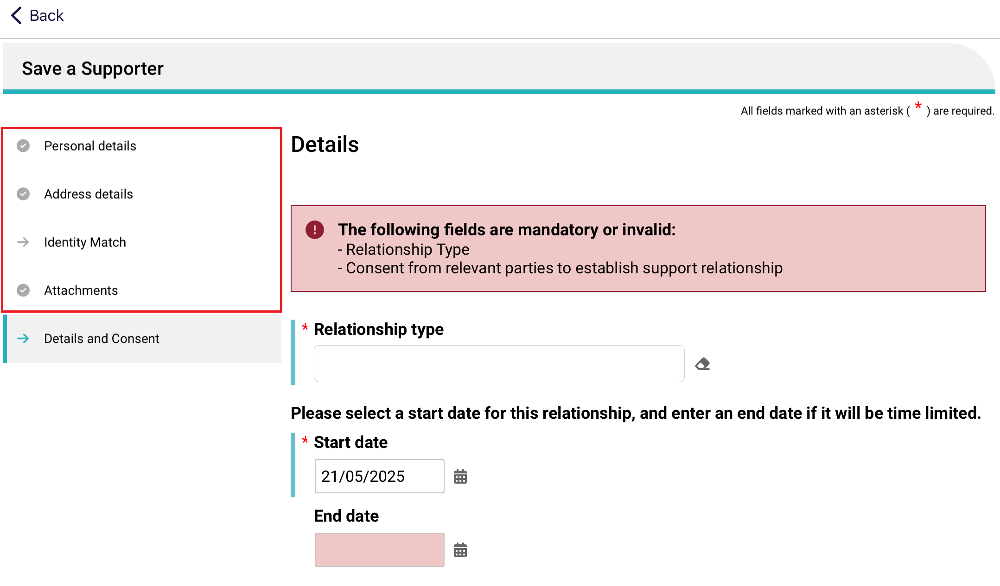 Back
Save a Supporter
All fields marked with an asterisk ( * ) are required.
Personal details
Address details
Identity Match
Attachments
Details and Consent
Details
The following fields are mandatory or invalid:
- Relationship Type
- Consent from relevant parties to establish support relationship
* Relationship type
Please select a start date for this relationship, and enter an end date if it will be time limited.
* Start date
21/05/2025
End date